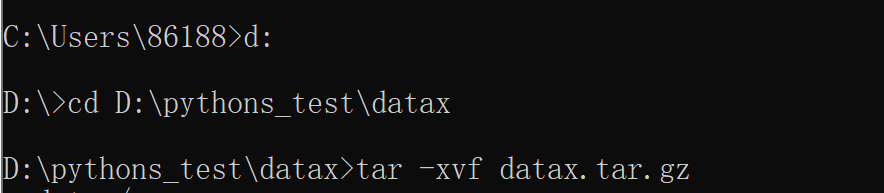 C:\Users\86188>d:
D:\>cd D:\pythons_test\datax
D:\pythons_test\datax>tar -xvf datax.tar.gz